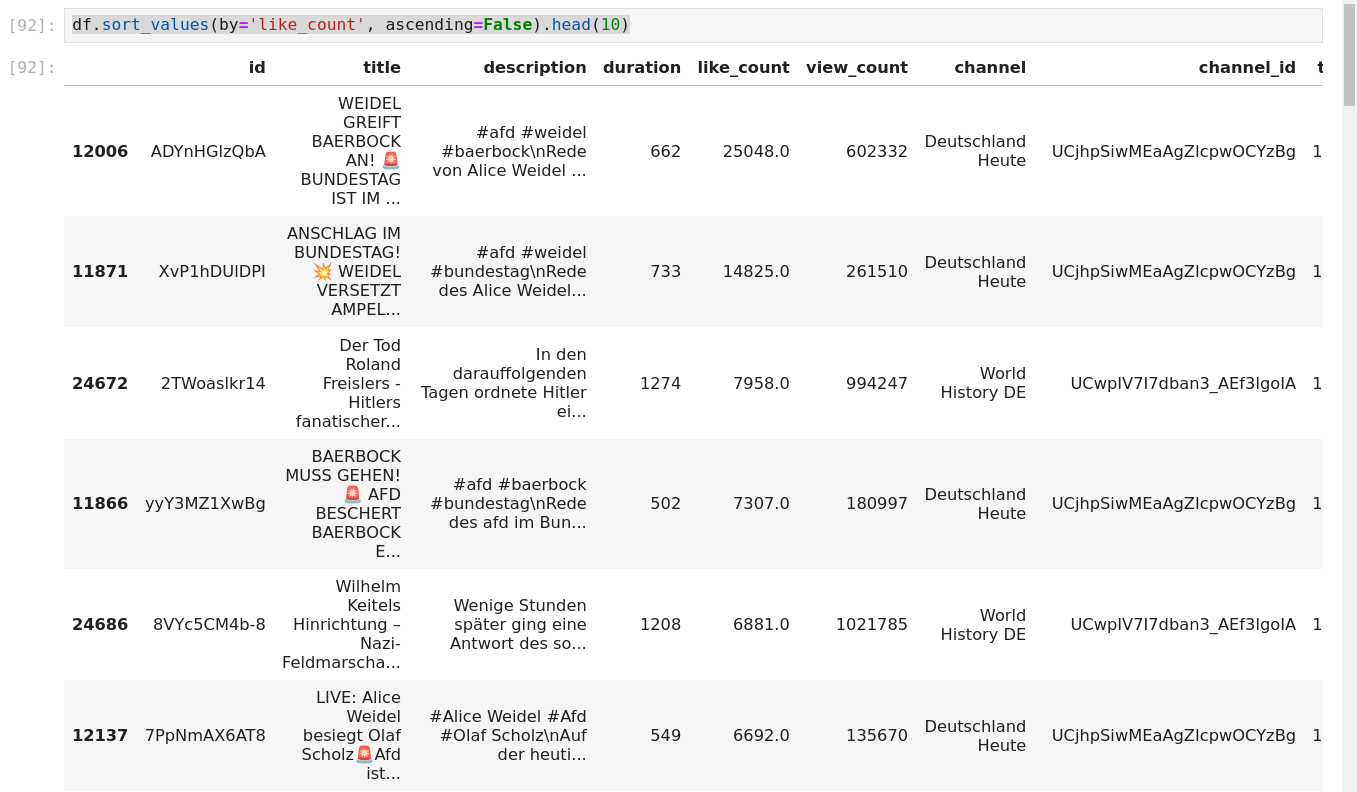 [92]: df.sort_values(by='like_count', ascending=False).head(10)
[92]:
id title description duration like_count view_count channel channel_id
WEIDEL
GREIFT
BAERBOCK
AN! 🚨
BUNDESTAG
IST IM ...
#afd #weidel
#baerbock\nRede
von Alice Weidel ...
12006 ADYnHGlzQbA 662 25048.0 602332
Deutschland
Heute
UCjhpSiwMEaAgZIcpwOCYzBg 1
ANSCHLAG IM
BUNDESTAG!
💥 WEIDEL
VERSETZT
AMPEL...
#afd #weidel
#bundestag\nRede
des Alice Weidel...
11871 XvP1hDUlDPI 733 14825.0 261510
Deutschland
Heute
UCjhpSiwMEaAgZIcpwOCYzBg 1
Der Tod
Roland
Freislers -
Hitlers
fanatischer...
In den
darauffolgenden
Tagen ordnete Hitler
ei...
24672 2TWoaslkr14 1274 7958.0 994247
World
History DE
UCwplV7I7dban3_AEf3lgoIA 1
BAERBOCK
MUSS GEHEN!
🚨 AFD
BESCHERT
BAERBOCK
E...
#afd #baerbock
#bundestag\nRede
des afd im Bun...
11866 yyY3MZ1XwBg 502 7307.0 180997
Deutschland
Heute
UCjhpSiwMEaAgZIcpwOCYzBg 1
Wilhelm
Keitels
Hinrichtung –
Nazi-
Feldmarscha...
Wenige Stunden
später ging eine
Antwort des so...
24686 8VYc5CM4b-8 1208 6881.0 1021785
World
History DE
UCwplV7I7dban3_AEf3lgoIA 1
LIVE: Alice
Weidel
besiegt Olaf
Scholz🚨Afd
ist...
#Alice Weidel #Afd
#Olaf Scholz\nAuf
der heuti...
12137 7PpNmAX6AT8 549 6692.0 135670
Deutschland
Heute
UCjhpSiwMEaAgZIcpwOCYzBg 1